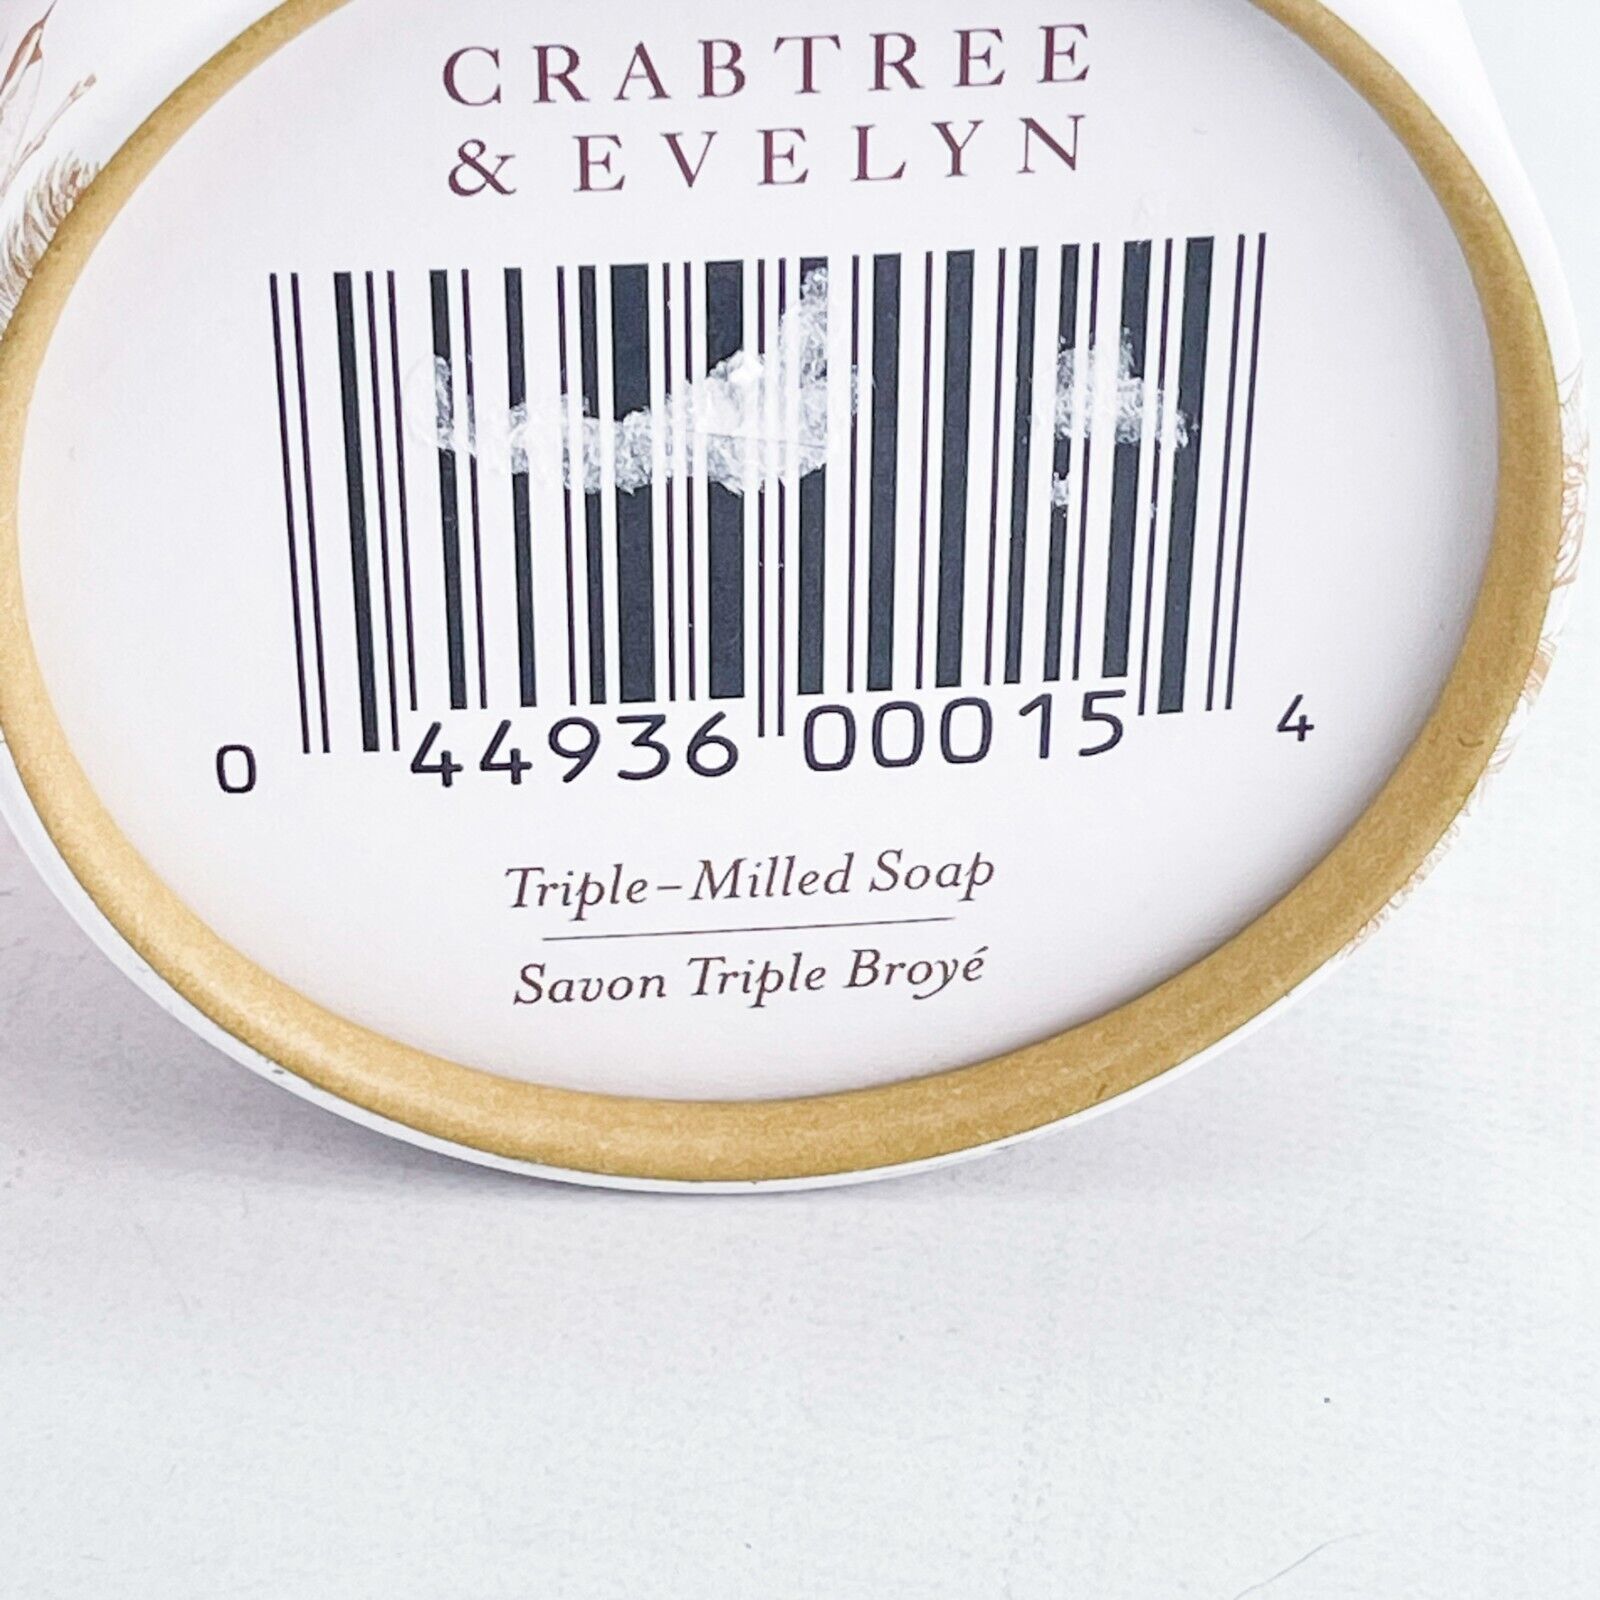 CRABTREE
& EVELYN
0 44936 00015 4
Triple-Milled Soap
Savon Triple Broyé